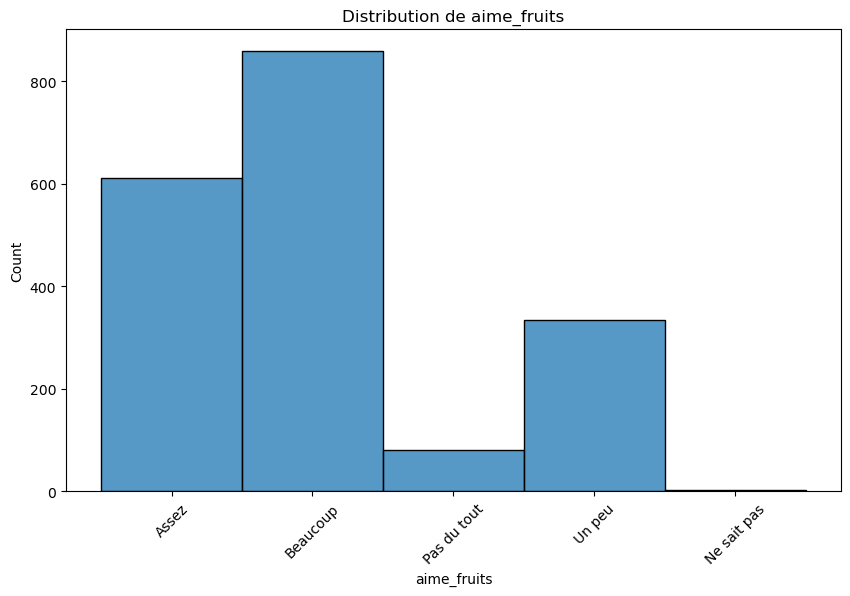 Distribution de aime_fruits
800
600
400
200
0
Count
Assez
Beaucoup
Pas du tout
Un peu
Ne sait pas
aime_fruits